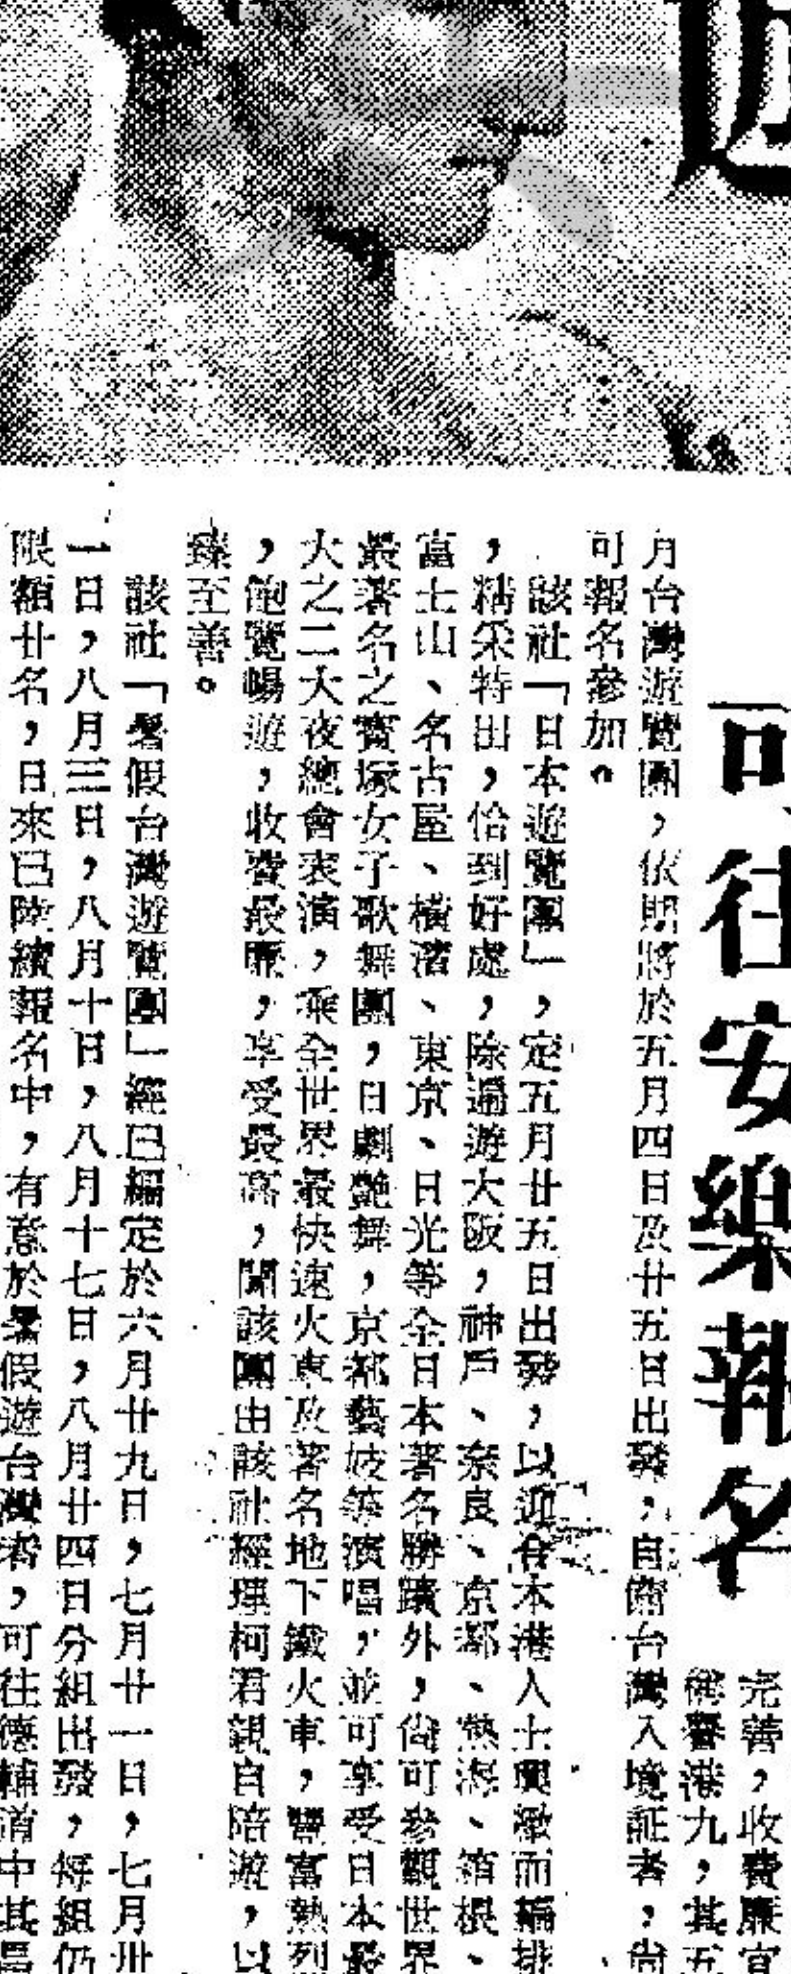 可往安樂報名
完善，收費廉宜
馳譽港九，其五
月台灣遊覽團，依期將於五月四日及廿五日出發，自備台灣入境証者，尚
可報名參加。
該社「日本遊覽團」，定五月廿五日出發，以迎合本港人士興緻而編排
，精采特出，恰到好處，除遍遊大阪，神戶、奈良、京都、熱海、箱根、
富士山、名古屋、橫濱、東京、日光等全日本著名勝蹟外，尚可參觀世界
最著名之寶塚女子歌舞團，日劇艷舞，京都藝妓等演唱，並可享受日本最
大之二大夜總會表演，乘全世界最快速火車及著名地下鐵火車，豐富熱烈
，飽覽暢遊，收費最廉，享受最高，聞該團由該社經理柯君親自陪遊，以
臻至善。
該社「暑假台灣遊覽團」經已編定於六月廿九日，七月廿一日，七月卅
一日，八月三日，八月十日，八月十七日，八月廿四日分組出發，每組仍
限額廿名，日來已陸續報名中，有意於暑假遊台灣者，可往德輔道中其昌